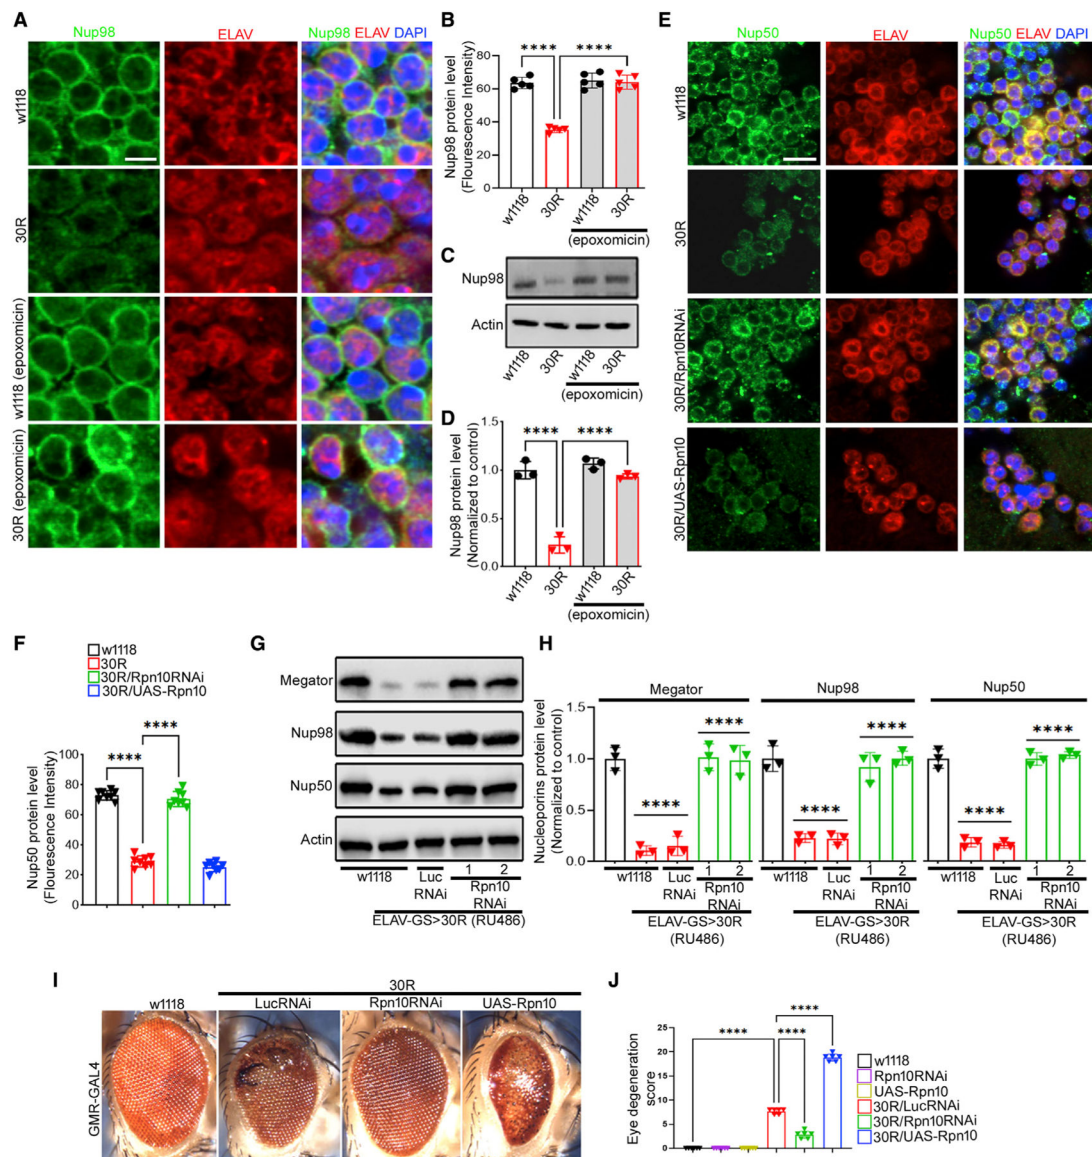 A
Nup98
ELAV
Nup98 ELAV DAPI
w1118
30R
w1118 (epoxomicin)
30R (epoxomicin)
B
Nup98 protein level
(Flourescence Intensity)
80
60
40
20
0
****
****
w1118
30R
w1118
30R
(epoxomicin)
C
Nup98
Actin
w1118
30R
w1118
30R
(epoxomicin)
D
Nup98 protein level
(Normalized to control)
1.5
1.0
0.5
0.0
****
****
w1118
30R
w1118
30R
(epoxomicin)
E
Nup50
ELAV
Nup50 ELAV DAPI
w1118
30R
30R/Rpn10RNAi
30R/UAS-Rpn10
F
w1118
30R
30R/Rpn10RNAi
30R/UAS-Rpn10
Nup50 protein level
(Flourescence Intensity)
100
80
60
40
20
0
****
****
G
Megator
Nup98
Nup50
Actin
w1118
Luc
RNAi
1 2
Rpn10
RNAi
ELAV-GS>30R (RU486)
H
Megator
Nup98
Nup50
Nucleoporins protein level
(Normalized to control)
1.5
1.0
0.5
0.0
****
****
****
****
****
****
w1118
Luc
RNAi
1 2
Rpn10
RNAi
ELAV-GS>30R
(RU486)
w1118
Luc
RNAi
1 2
Rpn10
RNAi
ELAV-GS>30R
(RU486)
w1118
Luc
RNAi
1 2
Rpn10
RNAi
ELAV-GS>30R
(RU486)
I
30R
w1118
LucRNAi
Rpn10RNAi
UAS-Rpn10
GMR-GAL4
J
Eye degeneration
score
25
20
15
10
5
0
****
****
****
w1118
Rpn10RNAi
UAS-Rpn10
30R/LucRNAi
30R/Rpn10RNAi
30R/UAS-Rpn10